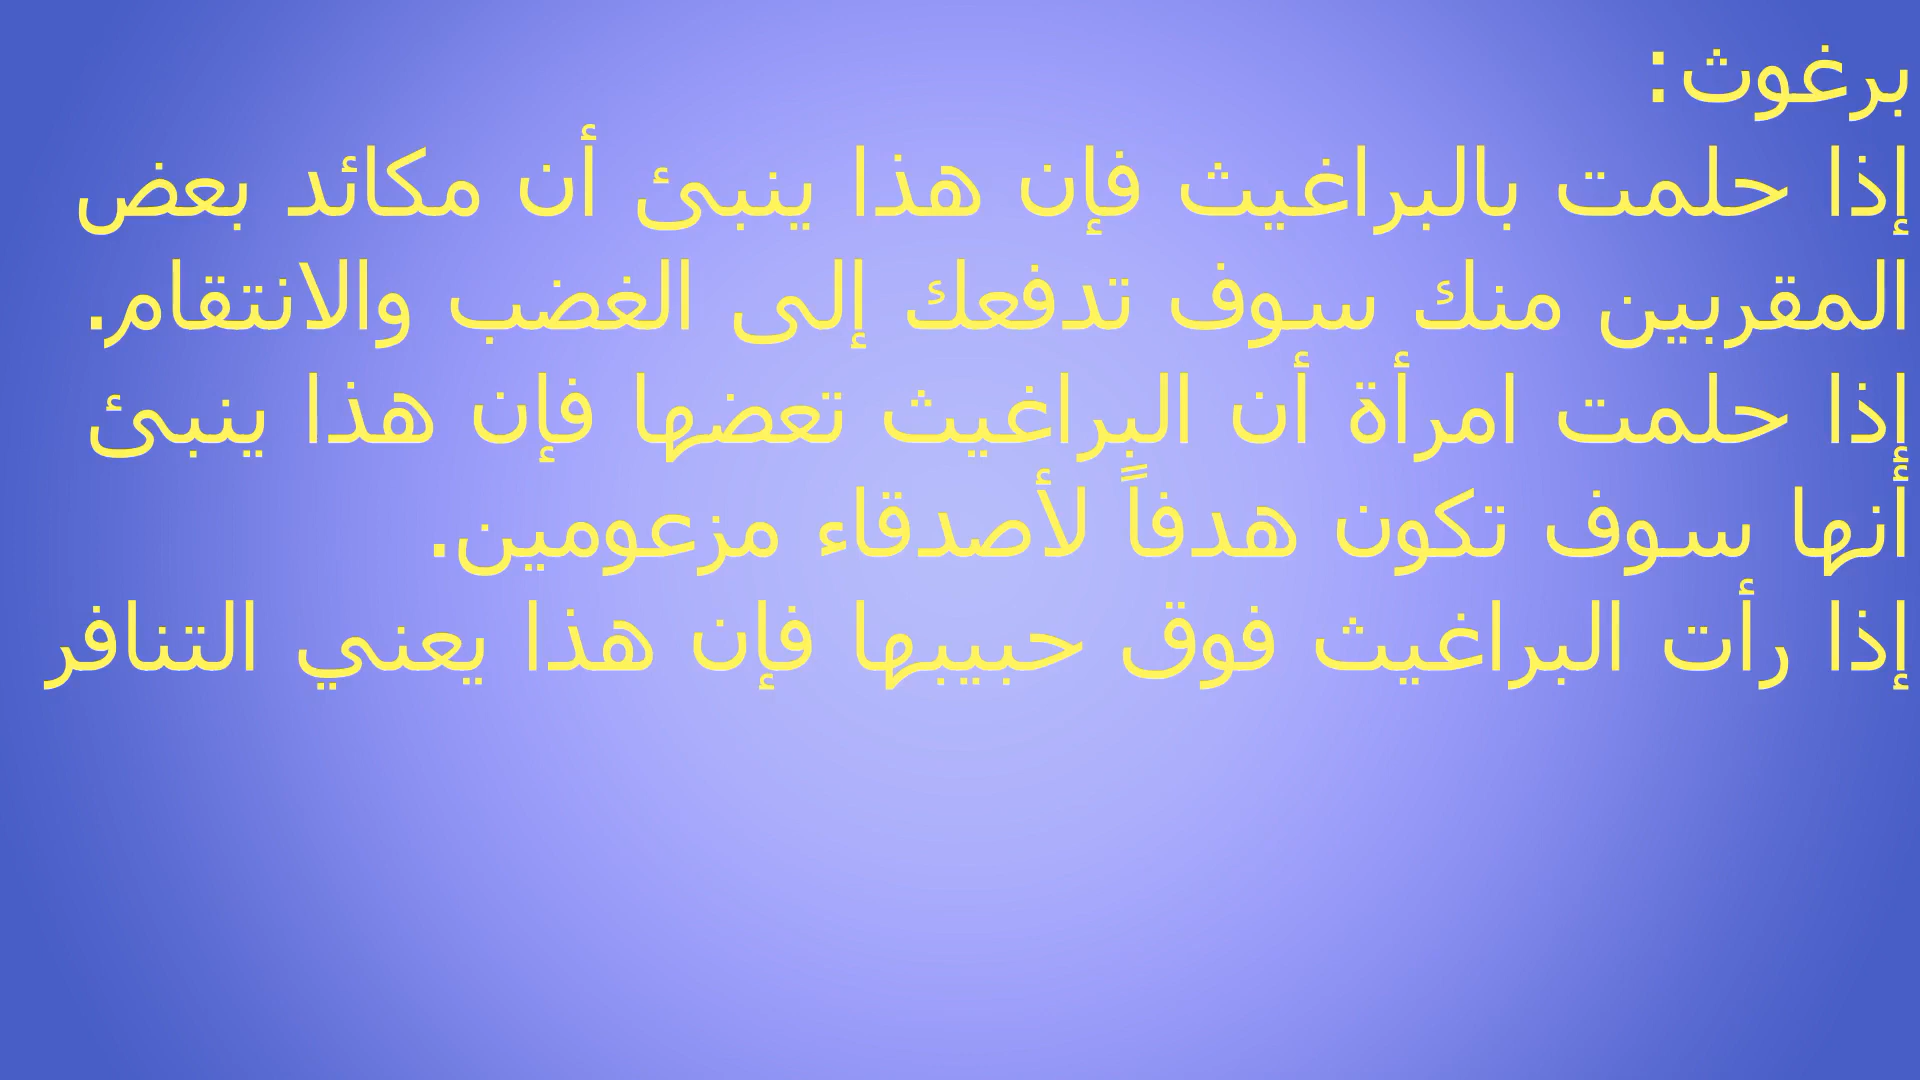 برغوث:
إذا حلمت بالبراغيث فإن هذا ينبئ أن مكائد بعض
المقربين منك سوف تدفعك إلى الغضب والانتقام.
إذا حلمت امرأة أن البراغيث تعضها فإن هذا ينبئ
أنها سوف تكون هدفاً لأصدقاء مزعومين.
إذا رأت البراغيث فوق حبيبها فإن هذا يعني التنافر